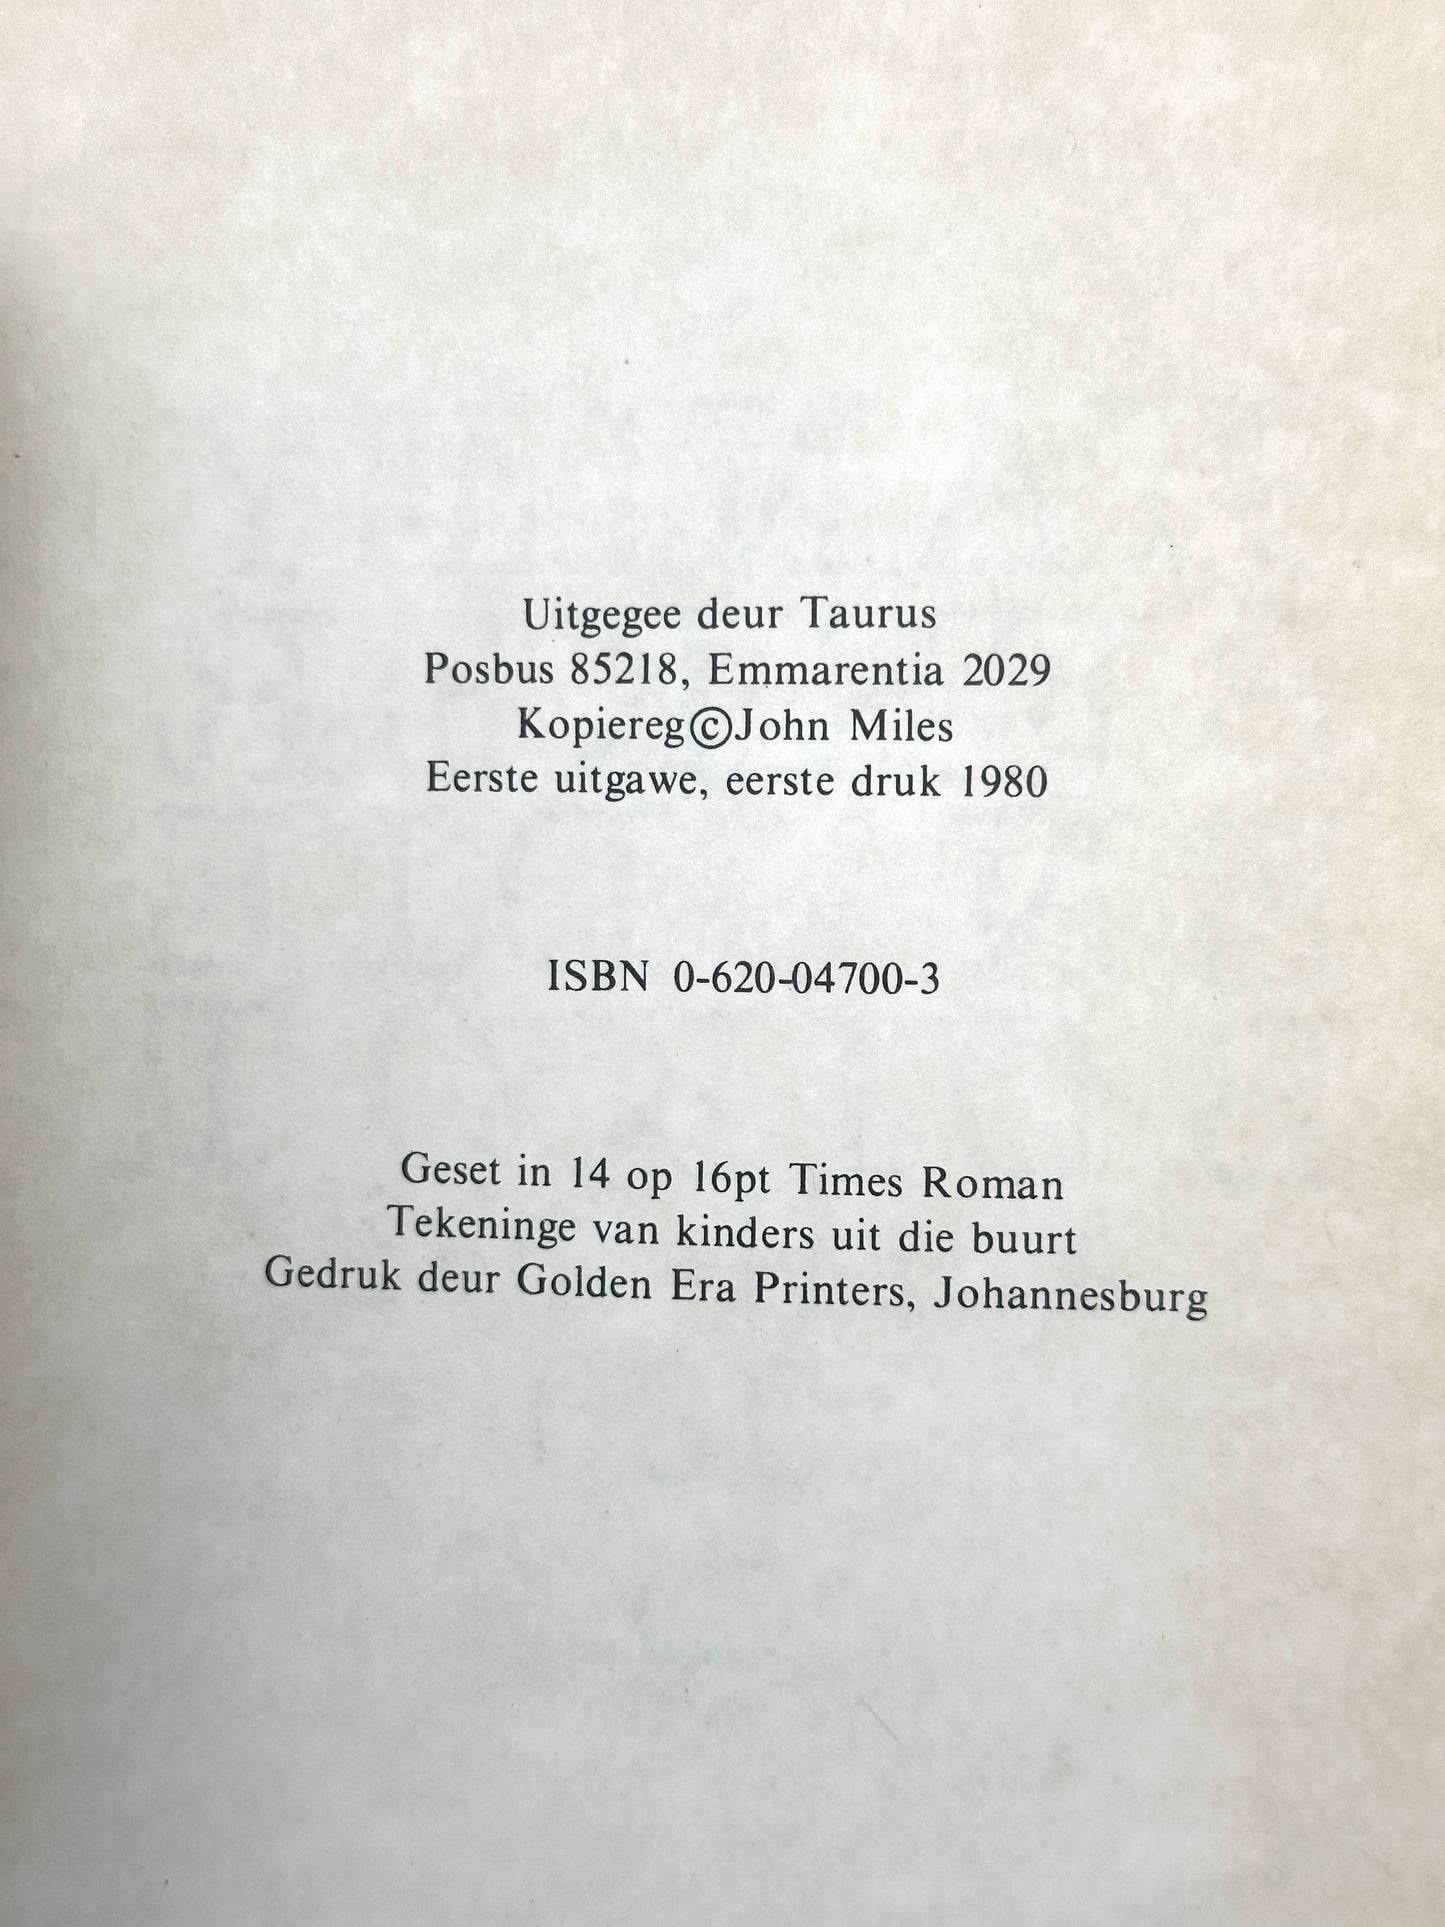 Uitgegee deur Taurus
Posbus 85218, Emmarentia 2029
Kopiereg©John Miles
Eerste uitgawe, eerste druk 1980
ISBN 0-620-04700-3
Geset in 14 op 16pt Times Roman
Tekeninge van kinders uit die buurt
Gedruk deur Golden Era Printers, Johannesburg